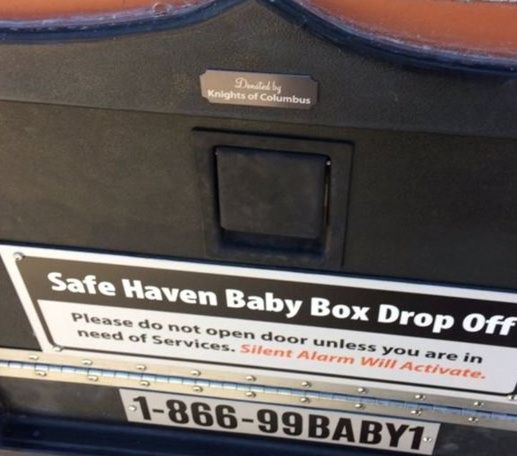 Donated by
Knights of Columbus
Safe Haven Baby Box Drop Off
Please do not open door unless you are in
need of Services. Silent Alarm Will Activate.
1-866-99BABY1